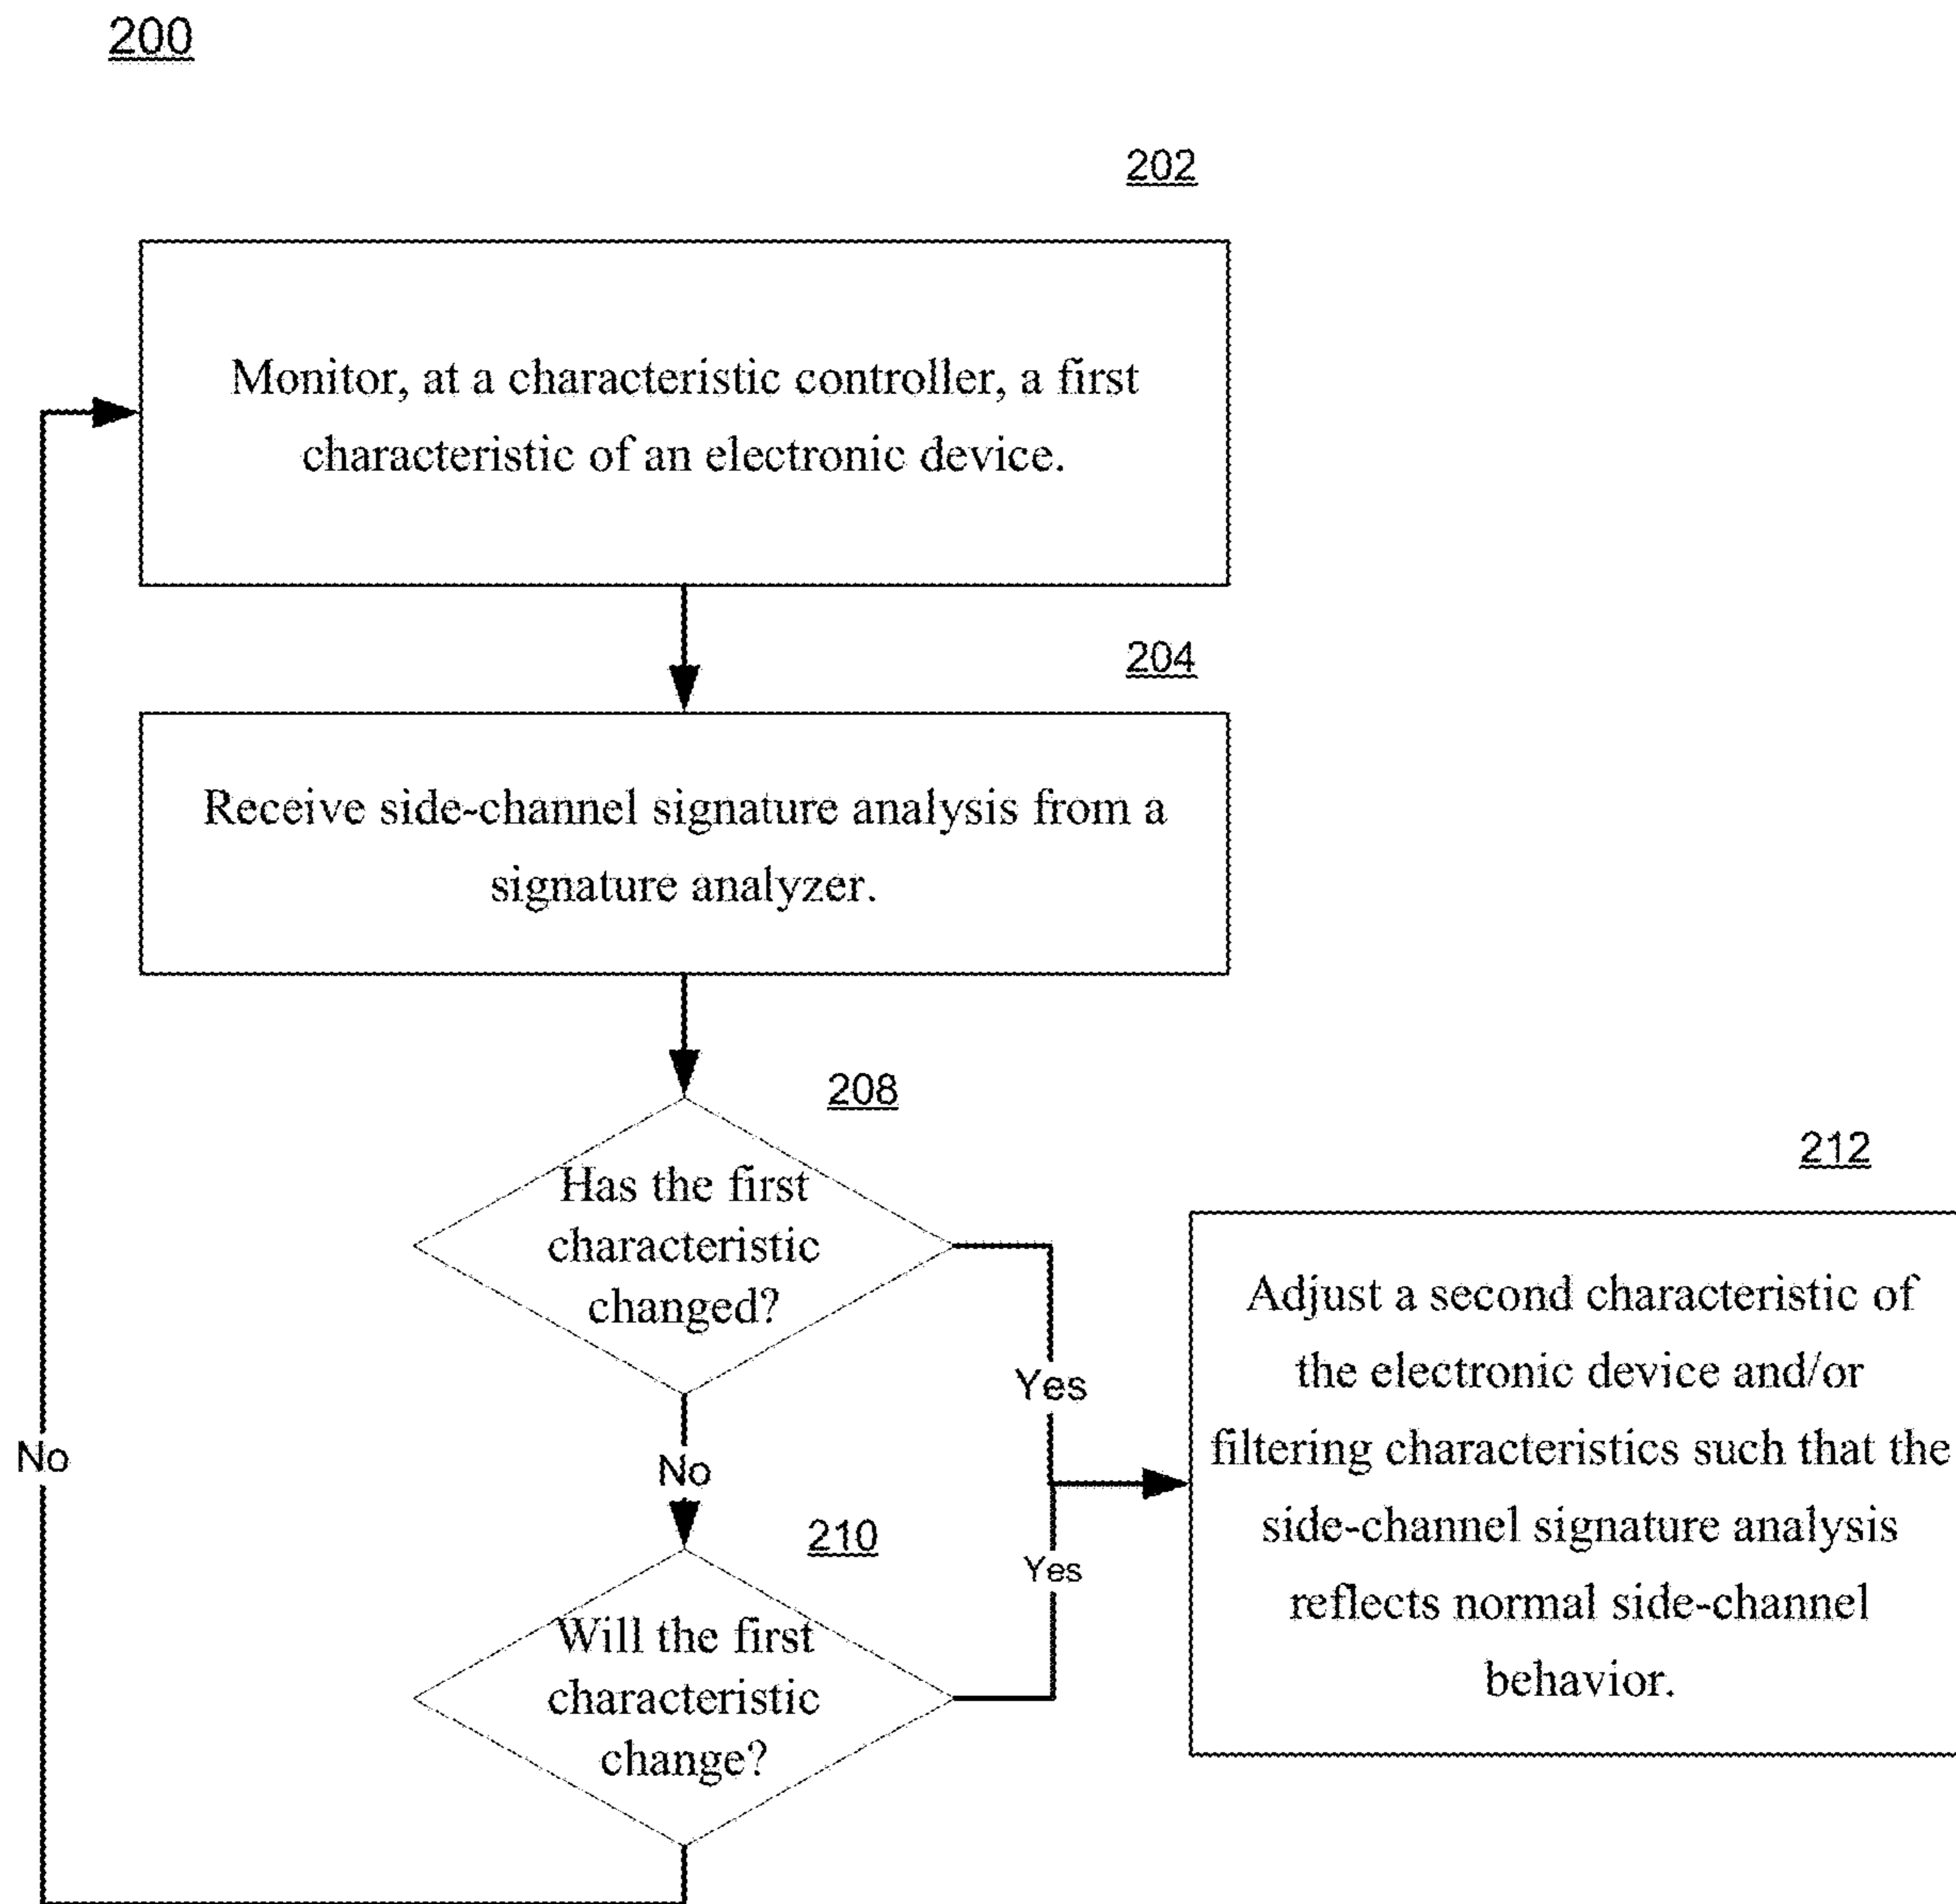 200
202
Monitor, at a characteristic controller, a first
characteristic of an electronic device.
204
Receive side-channel signature analysis from a
signature analyzer.
208
Has the first
characteristic
changed?
Yes
No
210
Will the first
characteristic
change?
Yes
No
212
Adjust a second characteristic of
the electronic device and/or
filtering characteristics such that the
side-channel signature analysis
reflects normal side-channel
behavior.